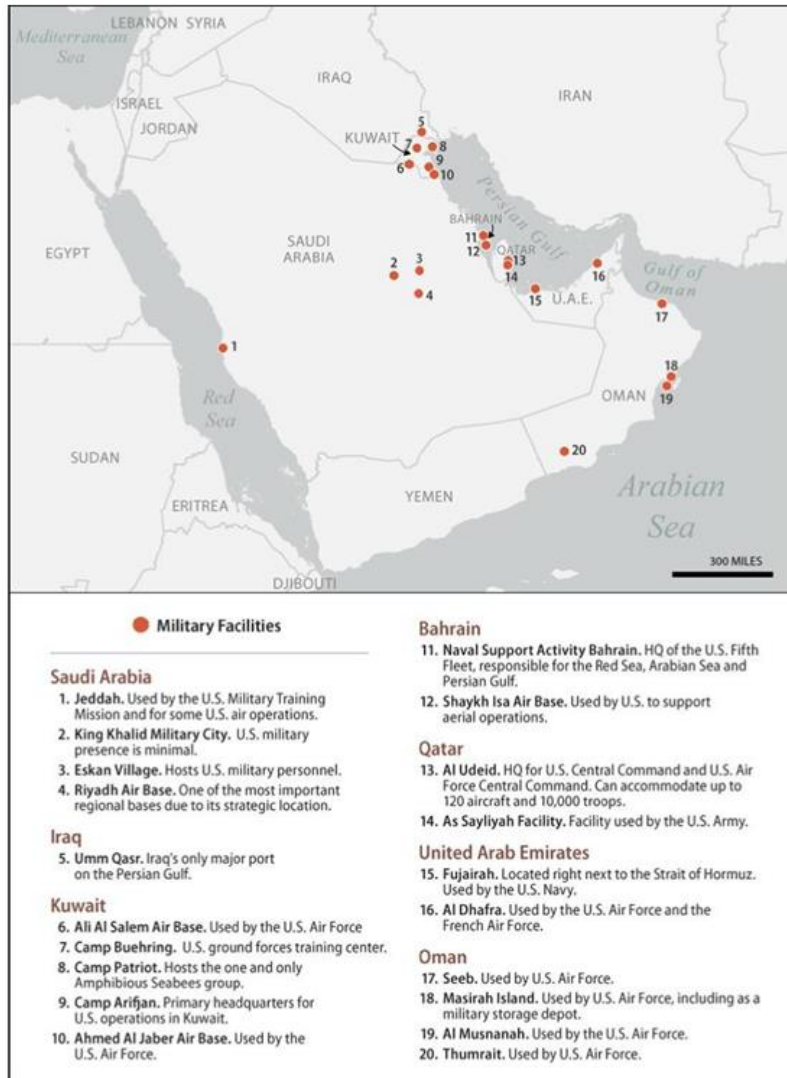 LEBANON SYRIA
Mediterranean
Sea
IRAQ
IRAN
ISRAEL
JORDAN
5
KUWAIT
7
8
6
9
10
Persian Gulf
BAHRAIN
EGYPT
SAUDI
ARABIA
11
12
QATAR
13
14
2
3
4
15
16
U.A.E.
Gulf of
Oman
17
1
18
19
OMAN
Red
Sea
20
SUDAN
ERITREA
YEMEN
Arabian
Sea
DJIBOUTI
300 MILES
Military Facilities
Saudi Arabia
1. Jeddah. Used by the U.S. Military Training
Mission and for some U.S. air operations.
2 King Khalid Military City. U.S. military
presence is minimal.
3. Eskan Village. Hosts U.S. military personnel.
4. Riyadh Air Base. One of the most important
regional bases due to its strategic location.
Iraq
5. Umm Qasr. Iraq's only major port
on the Persian Gulf.
Kuwait
6. Ali Al Salem Air Base. Used by the U.S. Air Force
7. Camp Buehring. U.S. ground forces training center.
8. Camp Patriot. Hosts the one and only
Amphibious Seabees group.
9. Camp Arifjan. Primary headquarters for
U.S. operations in Kuwait.
10. Ahmed Al Jaber Air Base. Used by the
U.S. Air Force.
Bahrain
11. Naval Support Activity Bahrain. HQ of the U.S. Fifth
Fleet, responsible for the Red Sea, Arabian Sea and
Persian Gulf.
12. Shaykh Isa Air Base. Used by U.S. to support
aerial operations.
Qatar
13. Al Udeid. HQ for U.S. Central Command and U.S. Air
Force Central Command. Can accommodate up to
120 aircraft and 10,000 troops.
14. As Sayliyah Facility. Facility used by the U.S. Army.
United Arab Emirates
15. Fujairah. Located right next to the Strait of Hormuz.
Used by the U.S. Navy.
16. Al Dhafra. Used by the U.S. Air Force and the
French Air Force.
Oman
17. Seeb. Used by U.S. Air Force.
18. Masirah Island. Used by U.S. Air Force, including as a
military storage depot.
19. Al Musnanah. Used by the U.S. Air Force.
20. Thumrait. Used by U.S. Air Force.